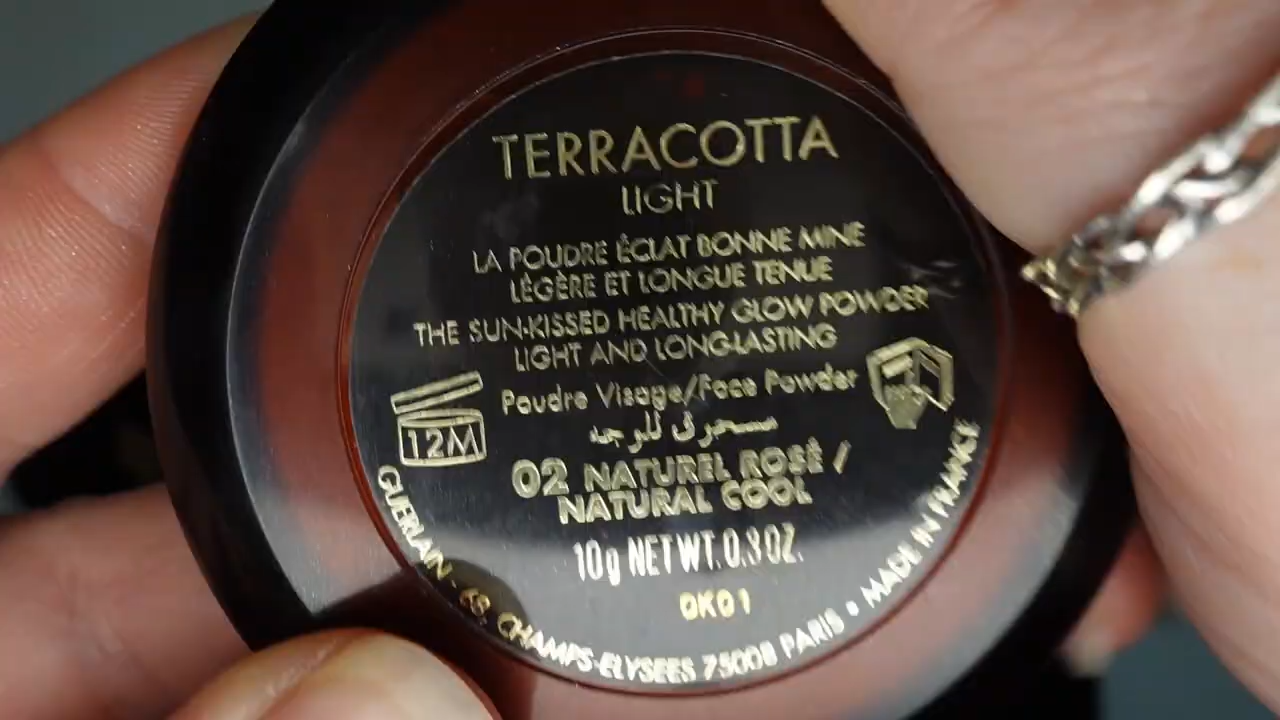 TERRACOTTA
LIGHT
LA POUDRE ÉCLAT BONNE MINE
LÉGÈRE ET LONGUE TENUE
THE SUN-KISSED HEALTHY GLOW POWDER
LIGHT AND LONG-LASTING
Poudre Visage/Face Powder
مسحوق للوجه
12M
02 NATUREL ROSÉ /
NATURAL COOL
10g NET WT. 0.3 OZ.
0K01
GUERLAIN - 68, CHAMPS-ELYSEES 75008 PARIS • MADE IN FRANCE